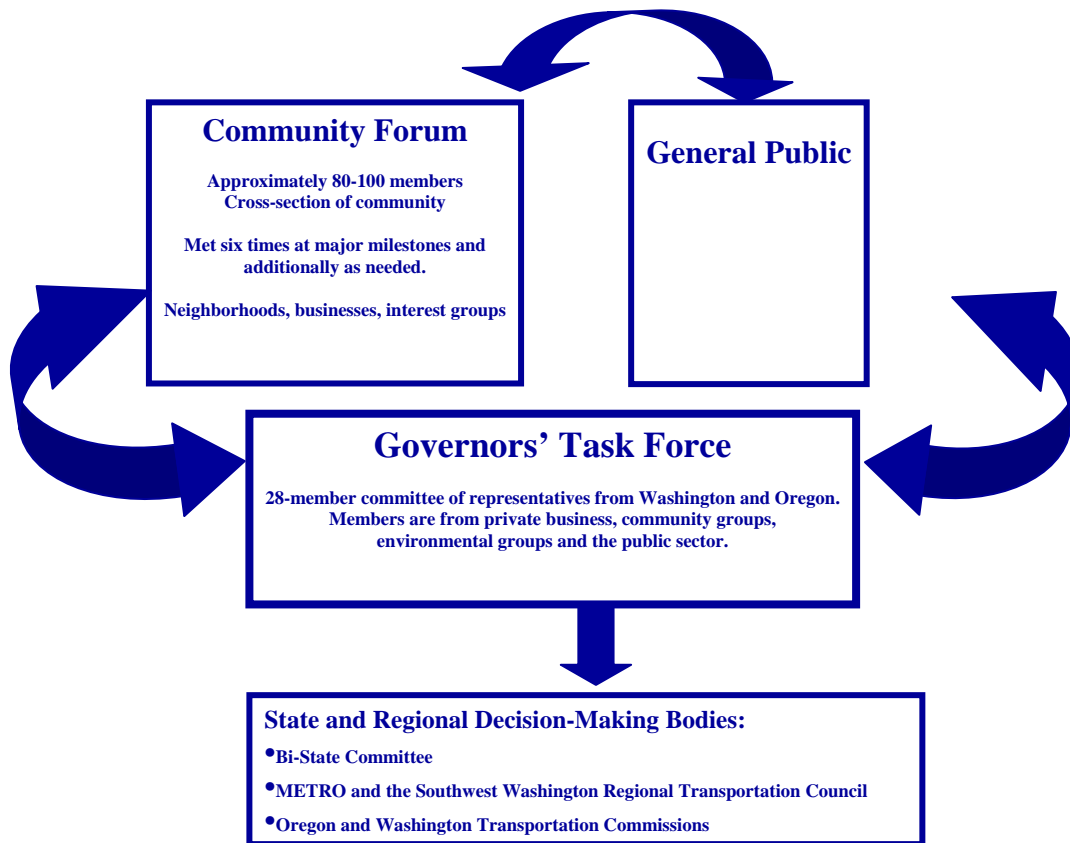 Community Forum
Approximately 80-100 members
Cross-section of community
Met six times at major milestones and
additionally as needed.
Neighborhoods, businesses, interest groups
General Public
Governors’ Task Force
28-member committee of representatives from Washington and Oregon.
Members are from private business, community groups,
environmental groups and the public sector.
State and Regional Decision-Making Bodies:
•Bi-State Committee
•METRO and the Southwest Washington Regional Transportation Council
•Oregon and Washington Transportation Commissions